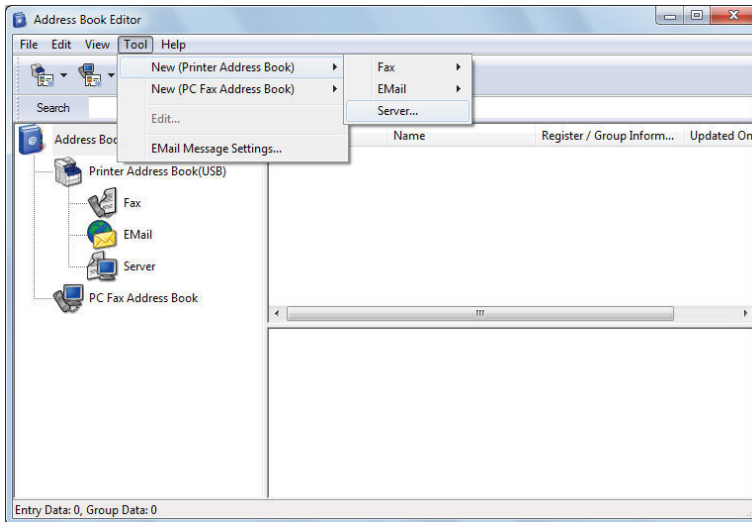 Address Book Editor
File Edit View Tool Help
New (Printer Address Book) Fax
New (PC Fax Address Book) EMail
Search Server...
Edit...
Address Boo Name Register / Group Inform... Updated On
EMail Message Settings...
Printer Address Book(USB)
Fax
EMail
Server
PC Fax Address Book
Entry Data: 0, Group Data: 0